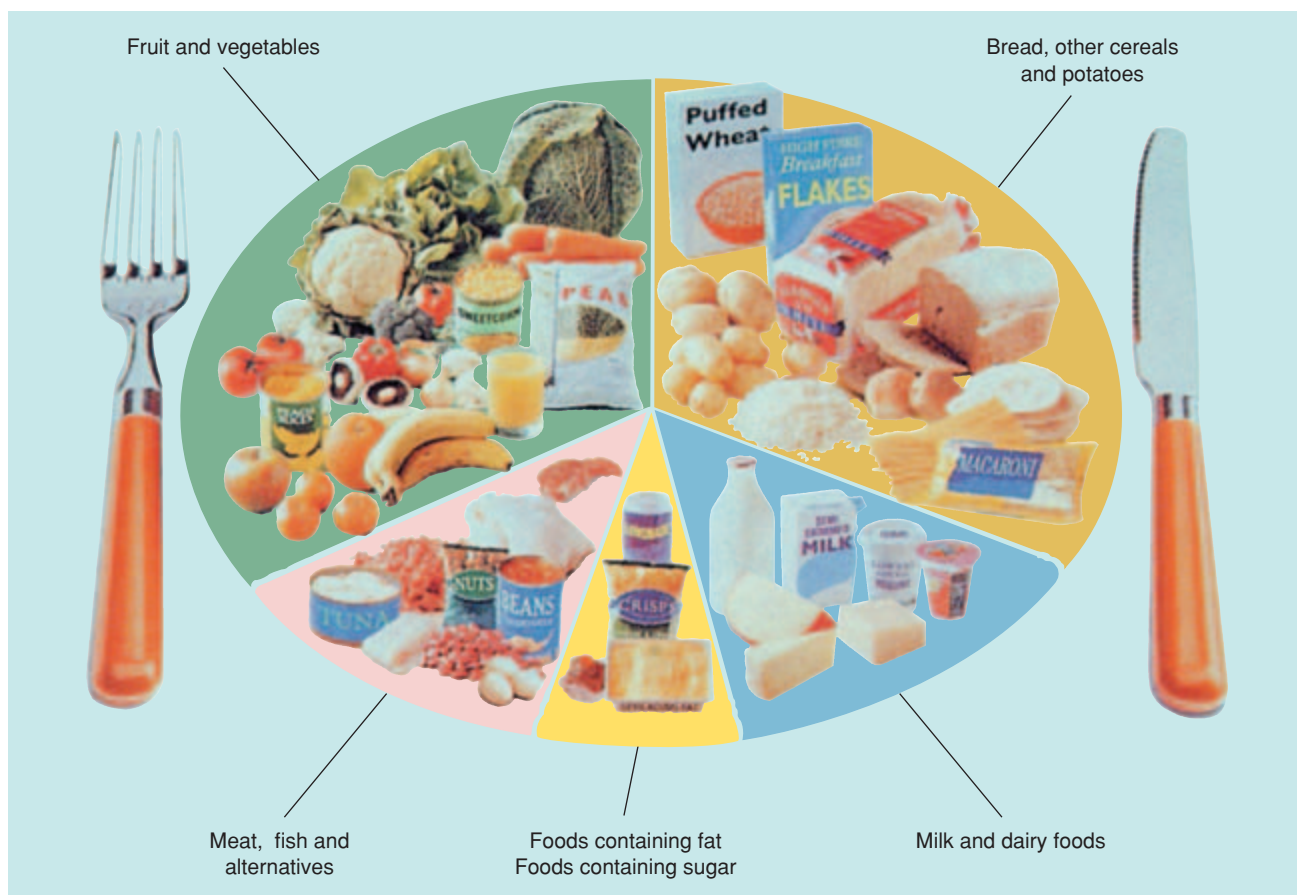 Fruit and vegetables
Bread, other cereals
and potatoes
Puffed
Wheat
Breakfast
FLAKES
PEAS
SWEETCORN
MACARONI
MILK
NUTS
BEANS
TUNA
CRISPS
Meat, fish and
alternatives
Foods containing fat
Foods containing sugar
Milk and dairy foods